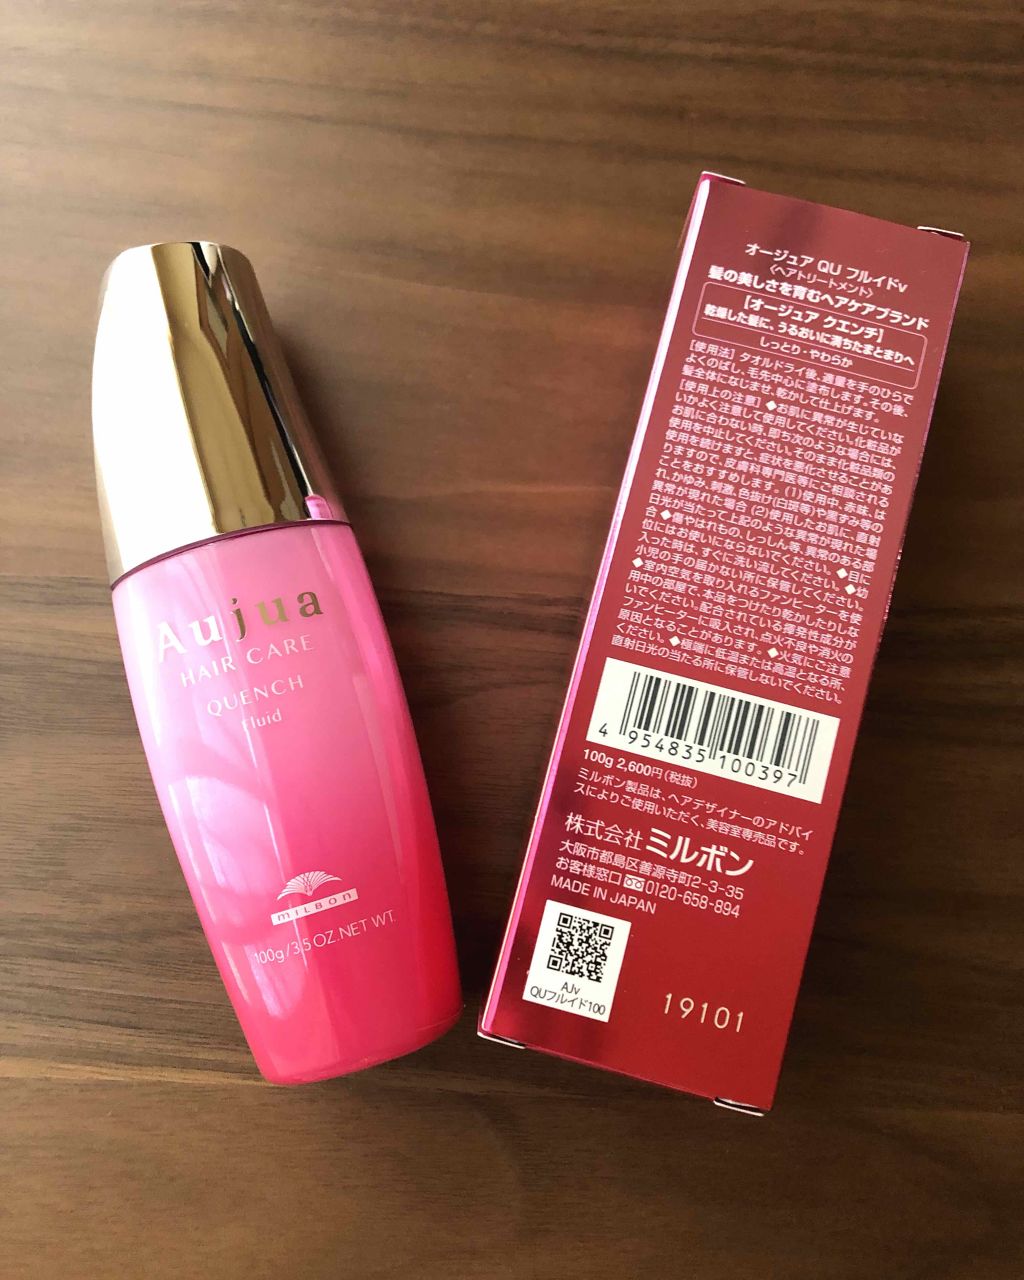 Aujua
HAIR CARE
QUENCH
fluid
MILBON
100g/3.5 OZ.NET WT.
オージュア QU フルイドv
〈ヘアトリートメント〉
髪の美しさを育むヘアケアブランド
［オージュア クエンチ］
乾燥した髪に、うるおいに満ちたまとまりへ
しっとり・やわらか
［使用法］タオルドライ後、適量を手のひらで
よくのばし、毛先中心に塗布します。その後、
髪全体になじませ、乾かして仕上げます。
［使用上の注意］◆お肌に異常が生じていな
いかよく注意して使用してください。化粧品が
お肌に合わない時、即ち次のような場合には、
使用を中止してください。そのまま化粧品類の
使用を続けますと、症状を悪化させることがあ
りますので、皮膚科専門医等にご相談される
ことをおすすめします。(1)使用中、赤味、は
れ、かゆみ、刺激、色抜け(白斑等)や黒ずみ等の
異常が現れた場合 (2)使用したお肌に、直射
日光が当たって上記のような異常が現れた場
合 ◆傷やはれもの、しっしん等、異常のある部
位にはお使いにならないでください。◆目に
入った時は、すぐに洗い流してください。◆幼
小児の手の届かない所に保管してください。
◆室内空気を取り入れるファンヒーターを使
用中の部屋で、本品をつけたり乾かしたりしな
いでください。配合されている揮発性成分が
ファンヒーターに吸入され、点火不良や消火の
原因となることがあります。◆火気にご注意
ください。◆極端に低温または高温となる所、
直射日光の当たる所に保管しないでください。
4 954835 100397
100g 2,600円(税抜)
ミルボン製品は、ヘアデザイナーのアドバイ
スによりご使用いただく、美容室専売品です。
株式会社 ミルボン
大阪市都島区善源寺町2-3-35
お客様窓口 0120-658-894
MADE IN JAPAN
AJv
QUフルイド100
19101